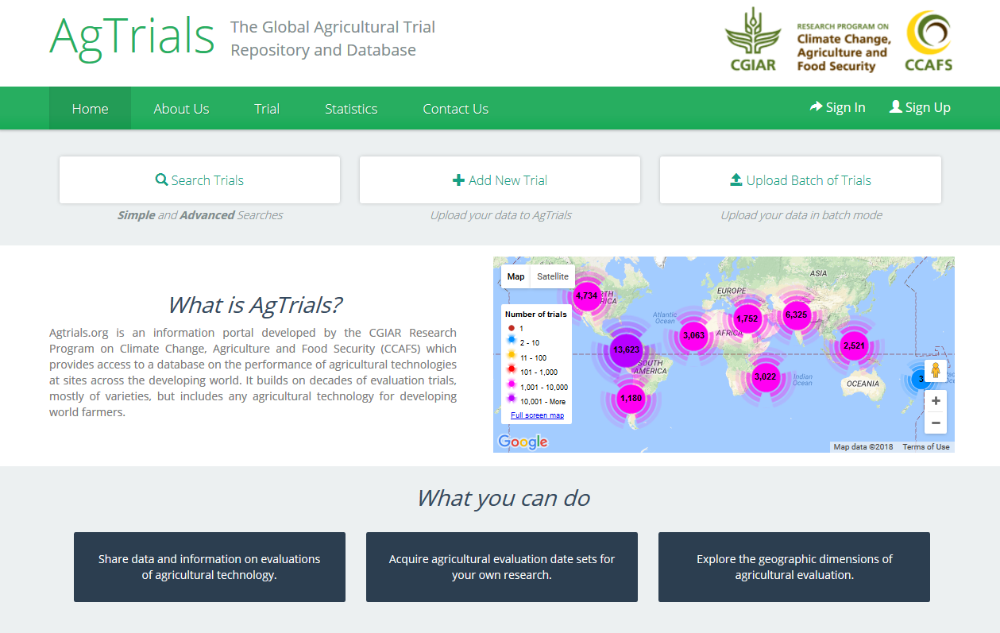 AgTrials
The Global Agricultural Trial
Repository and Database
CGIAR
RESEARCH PROGRAM ON
Climate Change,
Agriculture and
Food Security
CCAFS
Home
About Us
Trial
Statistics
Contact Us
Sign In
Sign Up
Search Trials
Add New Trial
Upload Batch of Trials
Simple and Advanced Searches
Upload your data to AgTrials
Upload your data in batch mode
What is AgTrials?
Agtrials.org is an information portal developed by the CGIAR Research
Program on Climate Change, Agriculture and Food Security (CCAFS) which
provides access to a database on the performance of agricultural technologies
at sites across the developing world. It builds on decades of evaluation trials,
mostly of varieties, but includes any agricultural technology for developing
world farmers.
Map
Satellite
Number of trials
1
2 - 10
11 - 100
101 - 1,000
1,001 - 10,000
10,001 - More
Full screen map
4,734
13,623
1,180
3,063
1,752
6,325
3,022
2,521
3
ASIA
EUROPE
Atlantic
Ocean
AFRICA
SOUTH
AMERICA
Indian
Ocean
OCEANIA
Google
Map data ©2018
Terms of Use
What you can do
Share data and information on evaluations
of agricultural technology.
Acquire agricultural evaluation date sets for
your own research.
Explore the geographic dimensions of
agricultural evaluation.